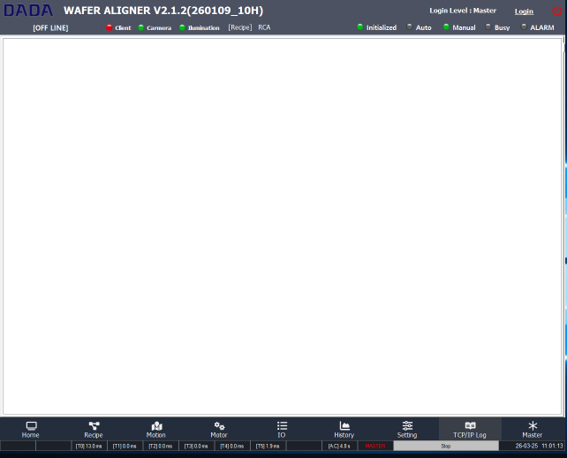 DADA WAFER ALIGNER V2.1.2(260109_10H) Login Level : Master Login
[OFF LINE] Client Carmera Ilumination [Recipe] RCA Initialized Auto Manual Busy ALARM
Home Recipe Motion Motor IO History Setting TCP/IP Log Master
[T0] 13.0 ms [T1] 0.0 ms [T2] 0.0 ms [T3] 0.0 ms [T4] 0.0 ms [T5] 1.9 ms [AC] 4.8 s Stop 26-03-25 11:01:13